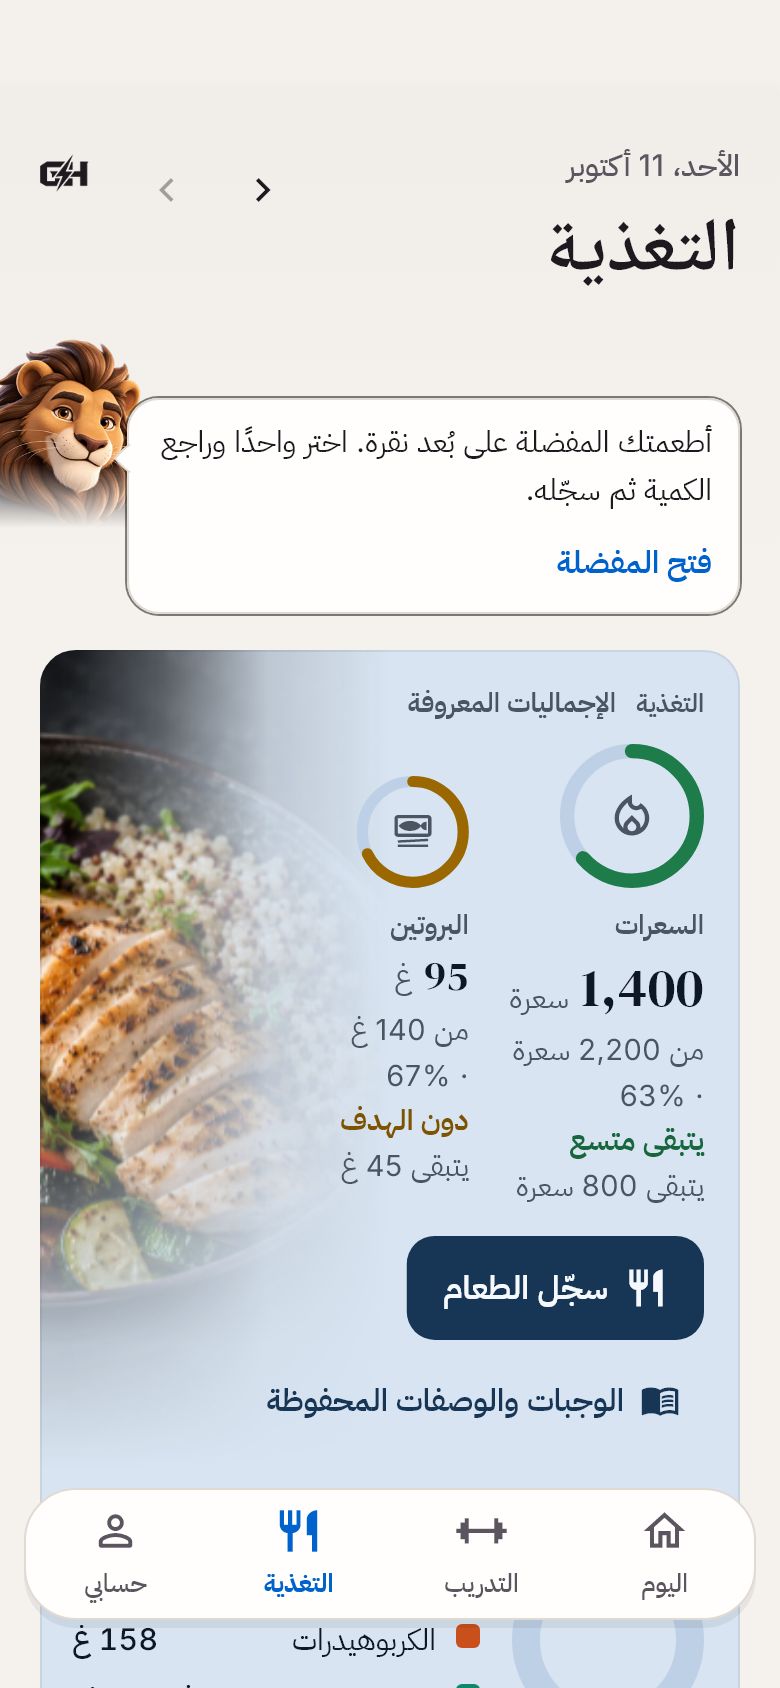 الأحد، 11 أكتوبر
GH
التغذية
أطعمتك المفضلة على بُعد نقرة. اختر واحدًا وراجع
الكمية ثم سجّله.
فتح المفضلة
التغذية الإجماليات المعروفة
السعرات
1,400 سعرة
من 2,200 سعرة
· 63%
يتبقى متسع
يتبقى 800 سعرة
البروتين
95 غ
من 140 غ
· 67%
دون الهدف
يتبقى 45 غ
سجّل الطعام
الوجبات والوصفات المحفوظة
اليوم
التدريب
التغذية
حسابي
الكربوهيدرات 158 غ